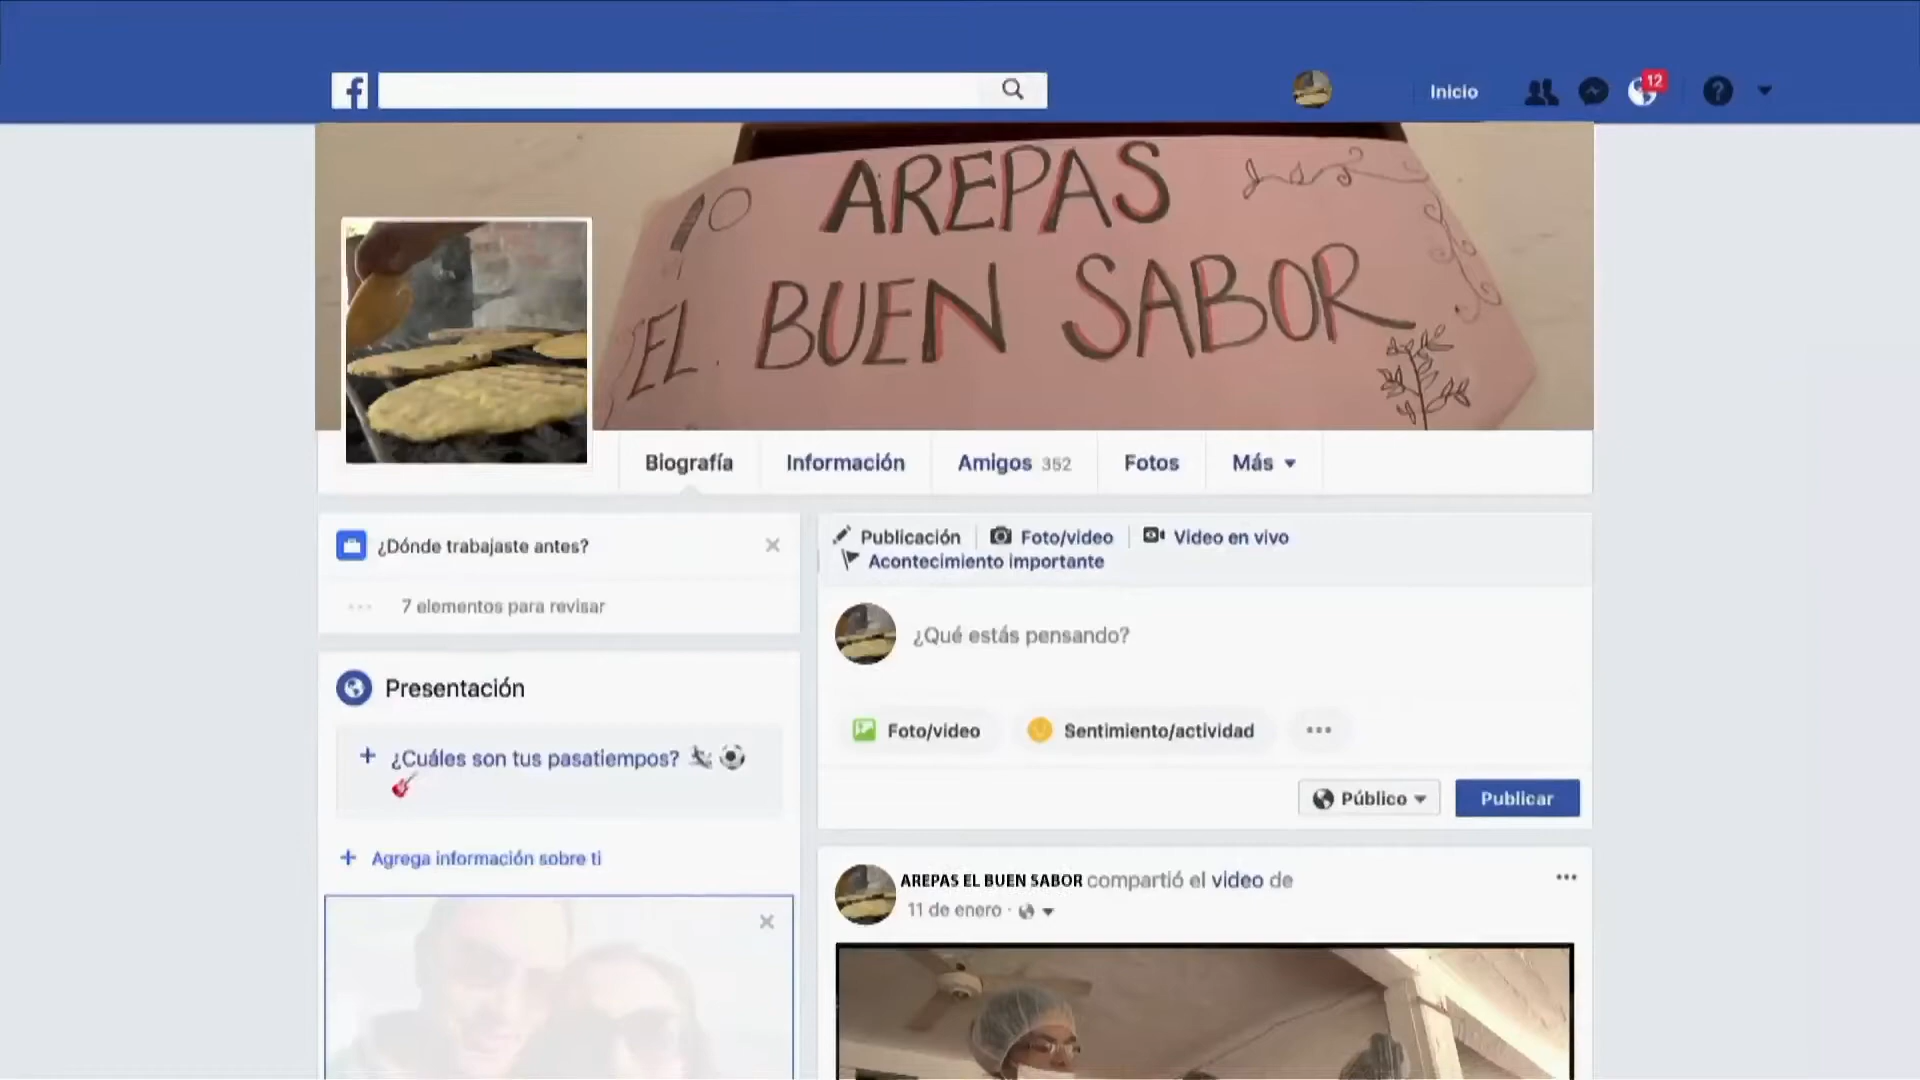 f
Inicio
12
?
AREPAS
EL BUEN SABOR
Biografía
Información
Amigos 352
Fotos
Más
¿Dónde trabajaste antes?
7 elementos para revisar
Presentación
¿Cuáles son tus pasatiempos?
Agrega información sobre ti
Publicación
Foto/video
Video en vivo
Acontecimiento importante
¿Qué estás pensando?
Foto/video
Sentimiento/actividad
Público
Publicar
AREPAS EL BUEN SABOR compartió el video de
11 de enero